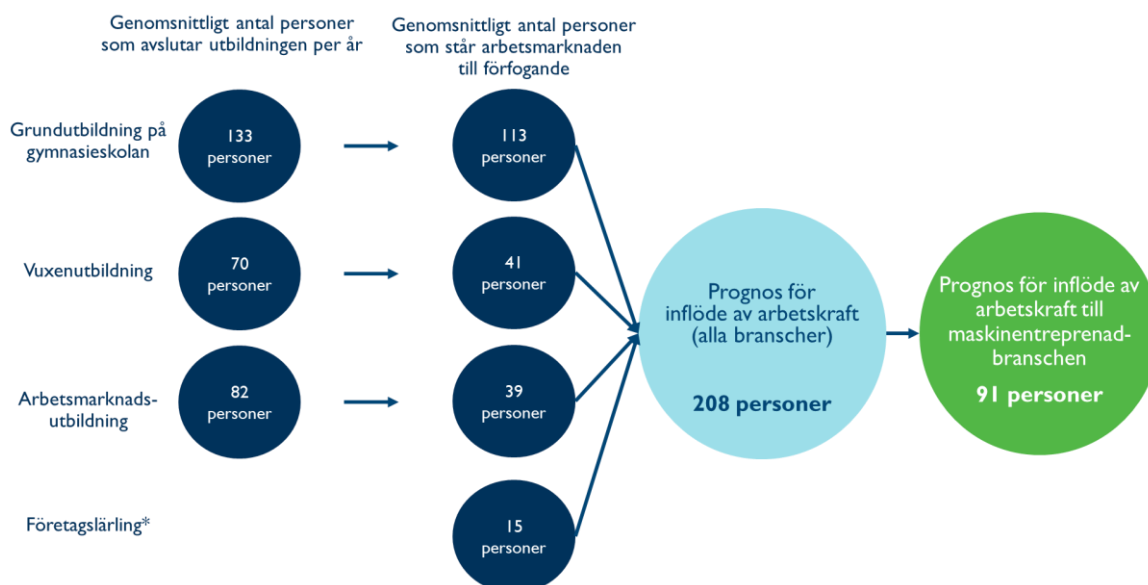 Genomsnittligt antal personer
som avslutar utbildningen per år
Genomsnittligt antal personer
som står arbetsmarknaden
till förfogande
Grundutbildning på
gymnasieskolan
133
personer
113
personer
Vuxenutbildning
70
personer
41
personer
Arbetsmarknads-
utbildning
82
personer
39
personer
Företagslärling*
15
personer
Prognos för
inflöde av arbetskraft
(alla branscher)
208 personer
Prognos för inflöde av
arbetskraft till
maskinentreprenad-
branschen
91 personer